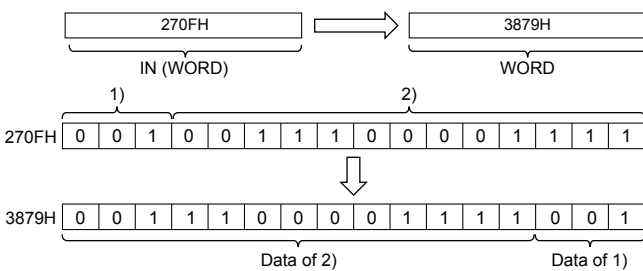 270FH 3879H
IN (WORD) WORD
1) 2)
270FH 0 0 1 0 0 1 1 1 0 0 0 0 1 1 1 1
3879H 0 0 1 1 1 0 0 0 0 1 1 1 1 0 0 1
Data of 2) Data of 1)